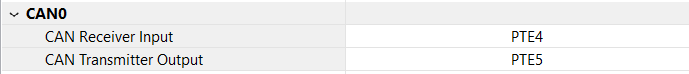 CAN0
CAN Receiver Input PTE4
CAN Transmitter Output PTE5